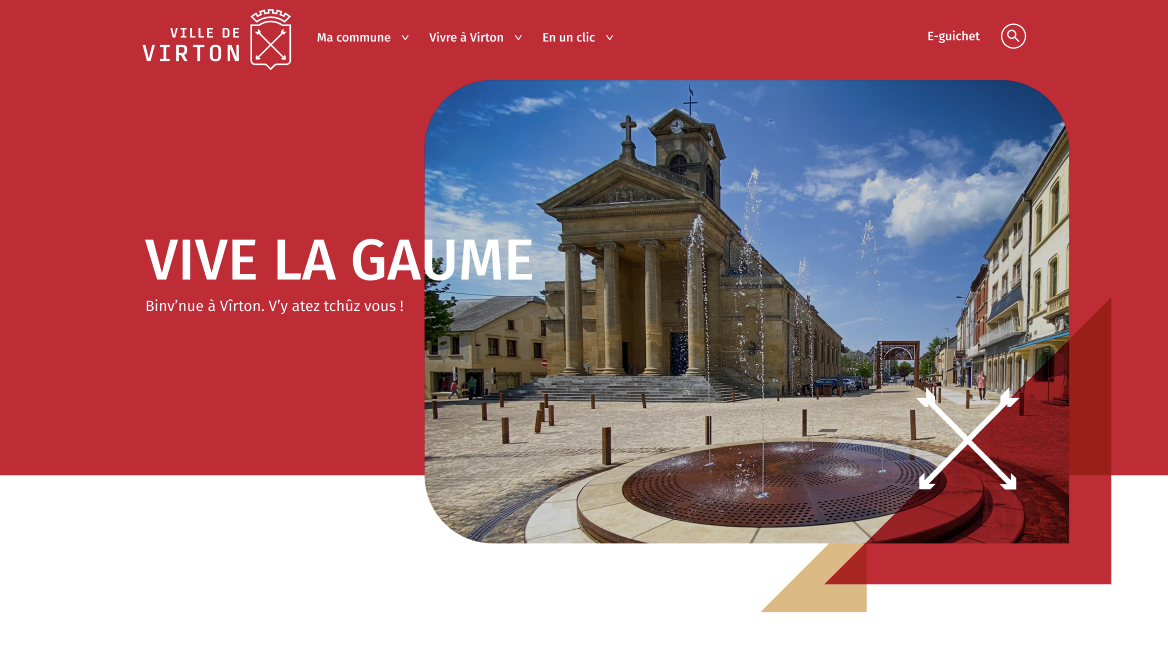 VILLE DE
VIRTON
Ma commune
Vivre à Virton
En un clic
E-guichet
VIVE LA GAUME
Binv’nue à Vîrton. V’y atez tchûz vous !